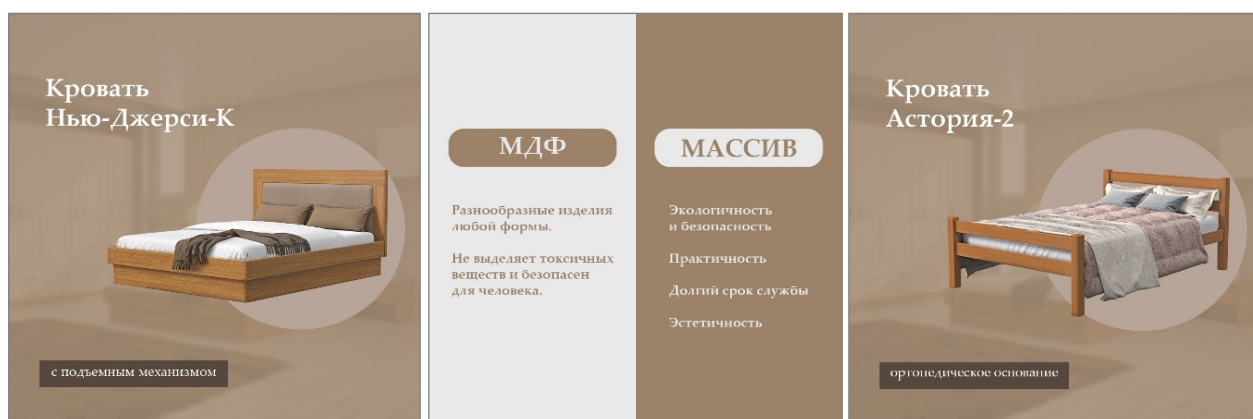 Кровать
Нью-Джерси-К
с подъемным механизмом
МДФ
Разнообразные изделия
любой формы.
Не выделяет токсичных
веществ и безопасен
для человека.
МАССИВ
Экологичность
и безопасность
Практичность
Долгий срок службы
Эстетичность
Кровать
Астория-2
ортопедическое основание